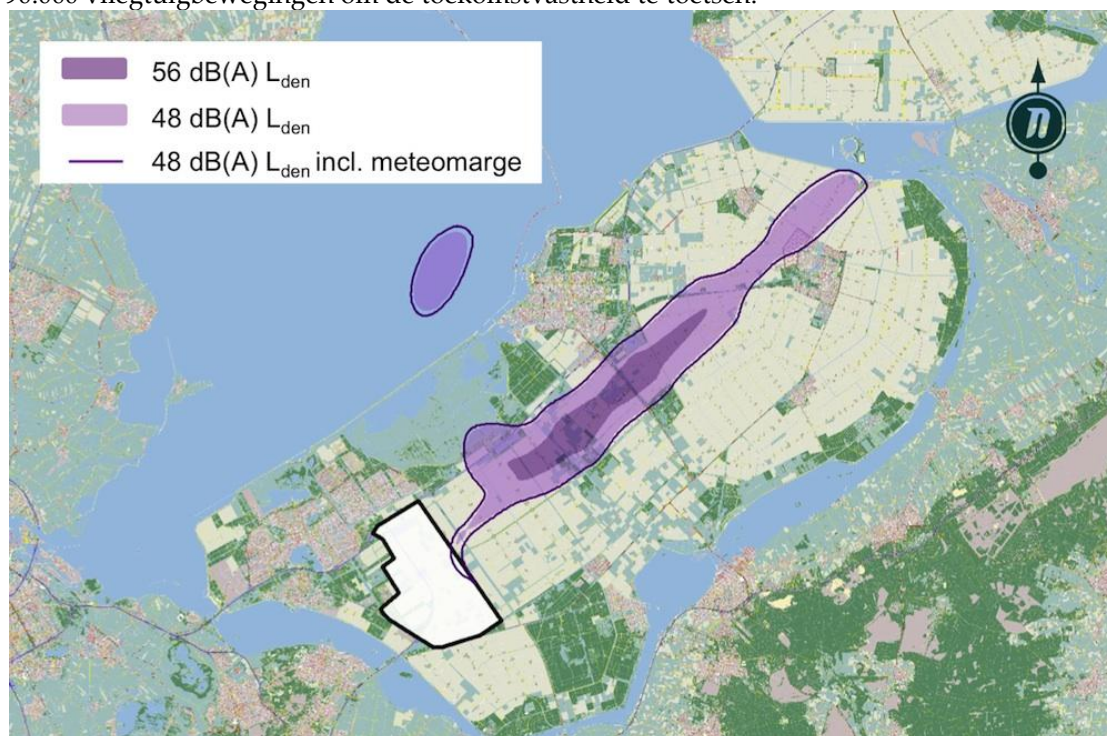 90.000 vliegtuigbewegingen om de toekomstvastheid te toetsen.
56 dB(A) Lden
48 dB(A) Lden
48 dB(A) Lden incl. meteomarge
n